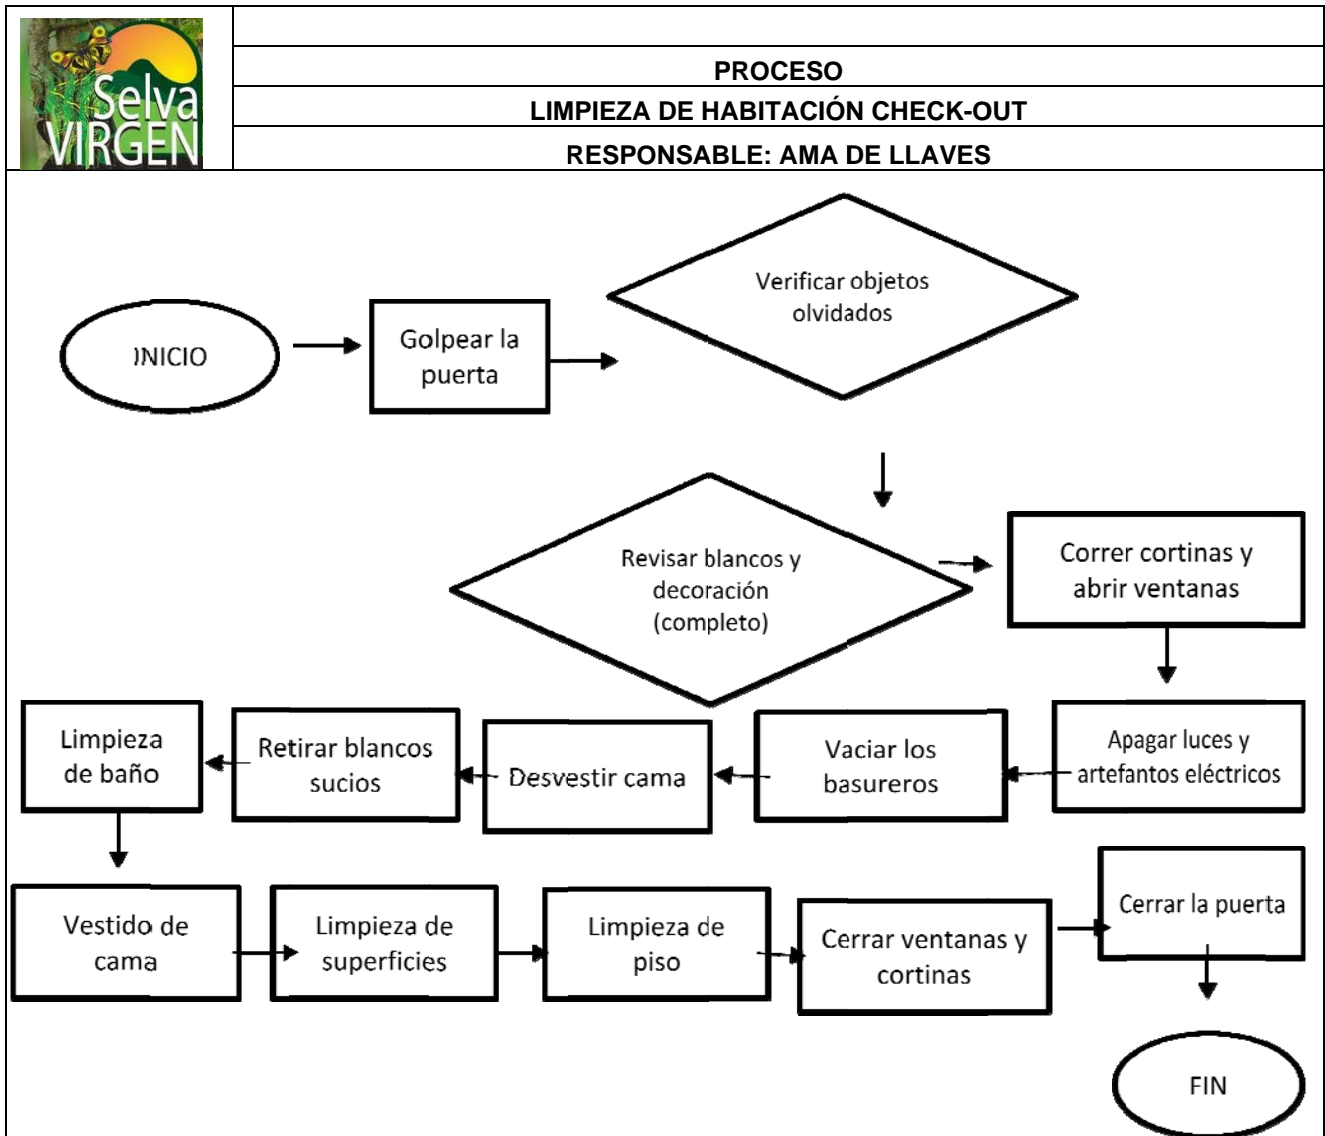 Selva
VIRGEN
PROCESO
LIMPIEZA DE HABITACIÓN CHECK-OUT
RESPONSABLE: AMA DE LLAVES
INICIO
Golpear la
puerta
Verificar objetos
olvidados
Revisar blancos y
decoración
(completo)
Correr cortinas y
abrir ventanas
Apagar luces y
artefantos eléctricos
Vaciar los
basureros
Desvestir cama
Retirar blancos
sucios
Limpieza
de baño
Vestido de
cama
Limpieza de
superficies
Limpieza de
piso
Cerrar ventanas y
cortinas
Cerrar la puerta
FIN